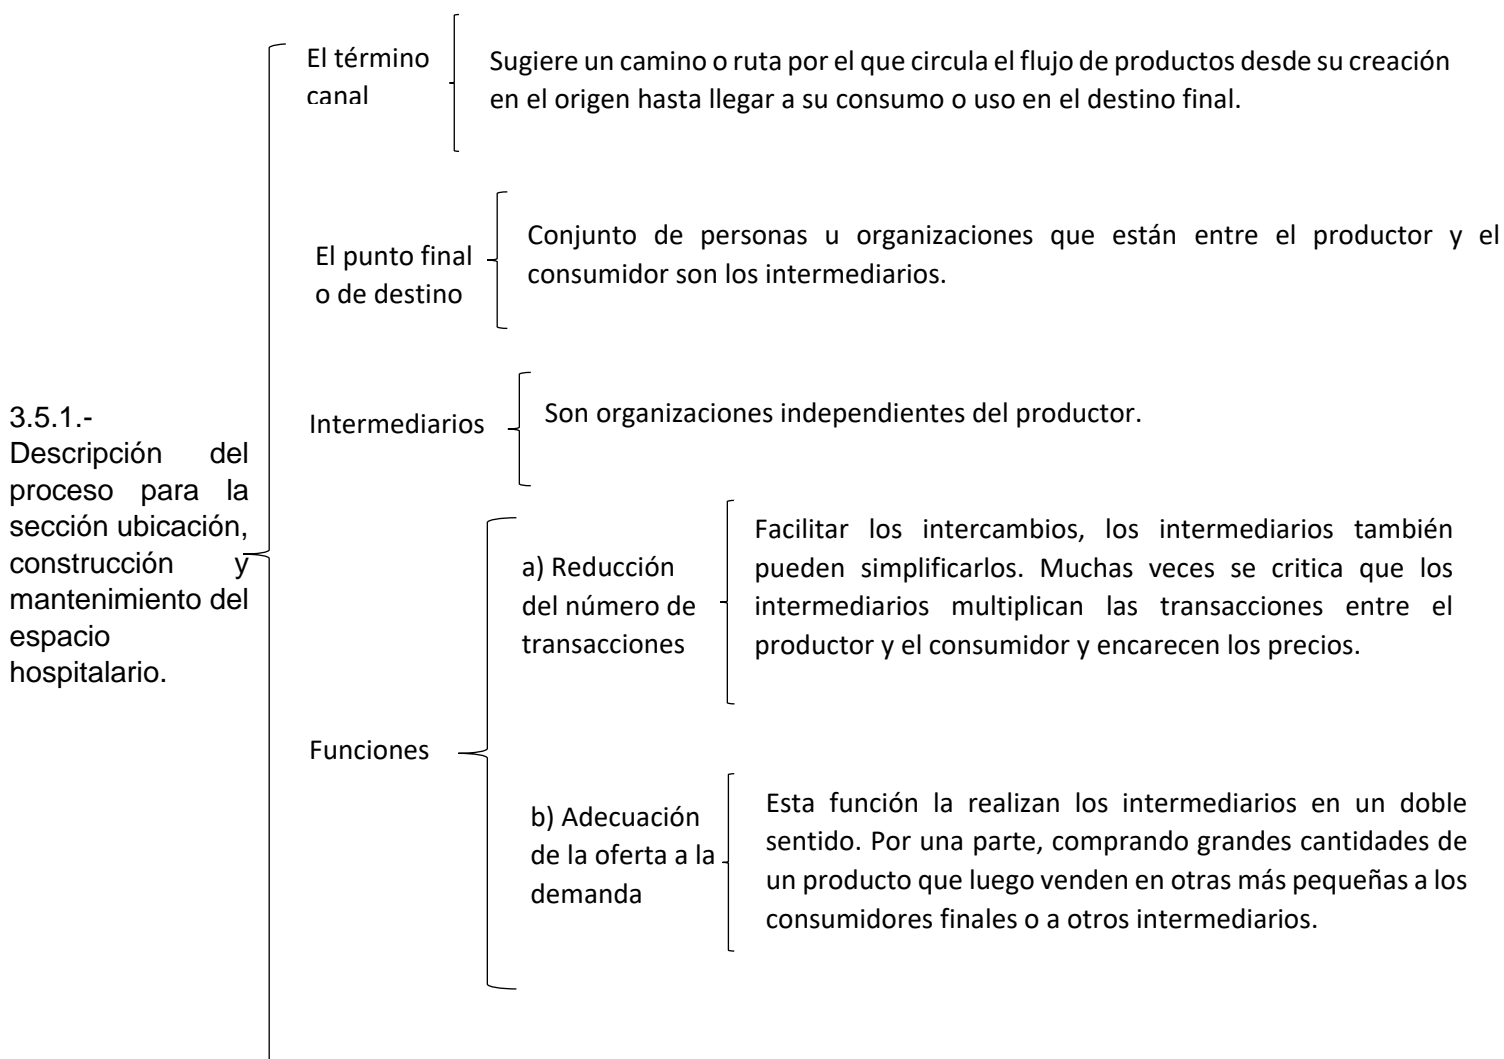 3.5.1.-
Descripción del
proceso para la
sección ubicación,
construcción y
mantenimiento del
espacio
hospitalario.
El término
canal
Sugiere un camino o ruta por el que circula el flujo de productos desde su creación
en el origen hasta llegar a su consumo o uso en el destino final.
El punto final
o de destino
Conjunto de personas u organizaciones que están entre el productor y el
consumidor son los intermediarios.
Intermediarios
Son organizaciones independientes del productor.
Funciones
a) Reducción
del número de
transacciones
Facilitar los intercambios, los intermediarios también
pueden simplificarlos. Muchas veces se critica que los
intermediarios multiplican las transacciones entre el
productor y el consumidor y encarecen los precios.
b) Adecuación
de la oferta a la
demanda
Esta función la realizan los intermediarios en un doble
sentido. Por una parte, comprando grandes cantidades de
un producto que luego venden en otras más pequeñas a los
consumidores finales o a otros intermediarios.